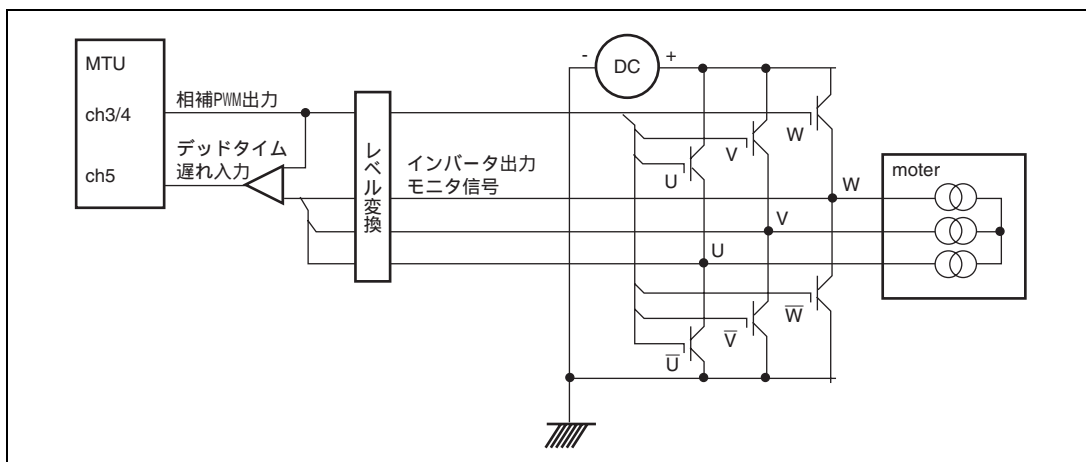 MTU
ch3/4
ch5
相補PWM出力
デッドタイム
遅れ入力
レベル変換
インバータ出力
モニタ信号
-
DC
+
U
V
W
W
V
U
U̅
V̅
W̅
moter